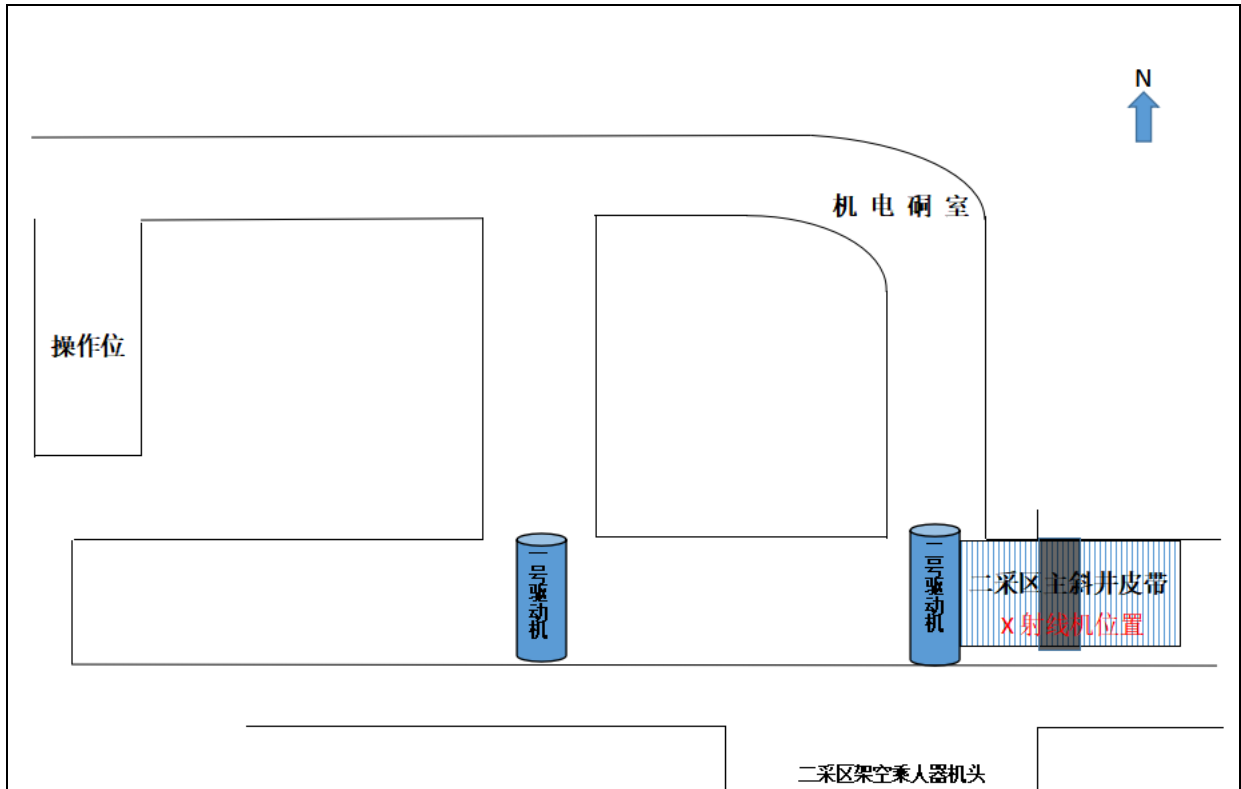 N
机电硐室
操作位
一号驱动机
二号驱动机
二采区主斜井皮带
X射线机位置
二采区架空乘人器机头